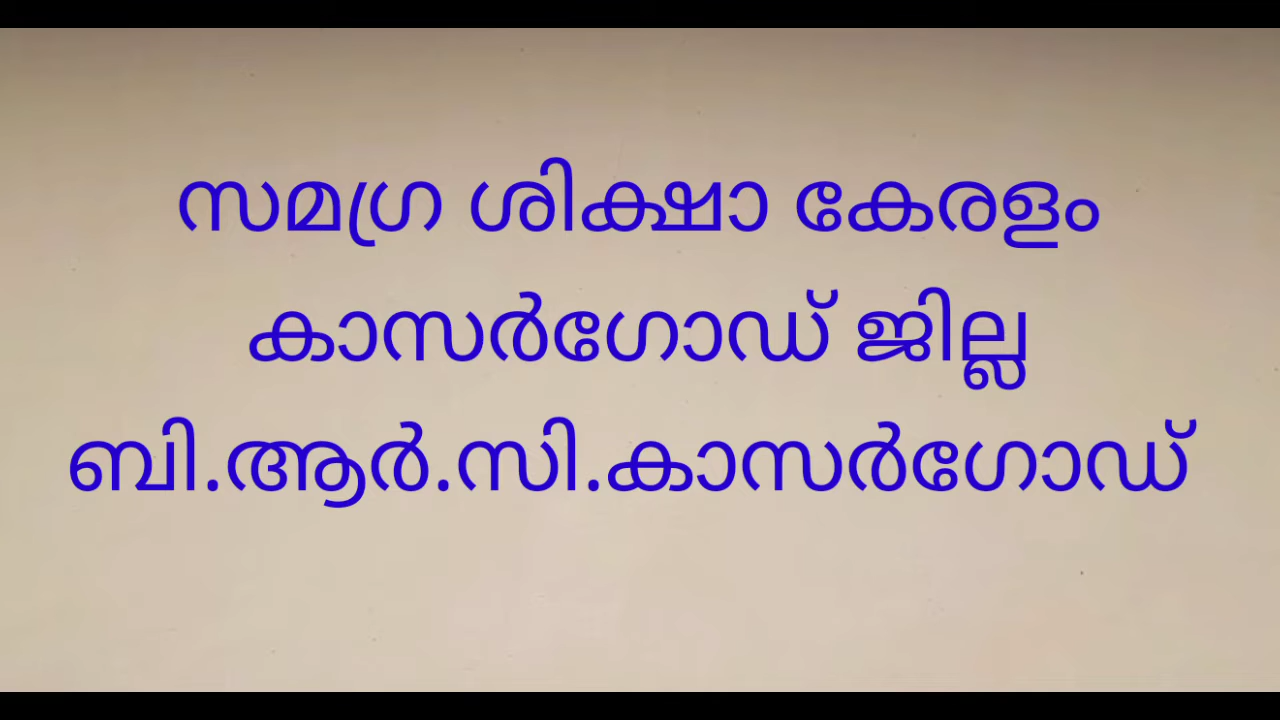 സമഗ്ര ശിക്ഷാ കേരളം
കാസർഗോഡ് ജില്ല
ബി.ആർ.സി.കാസർഗോഡ്